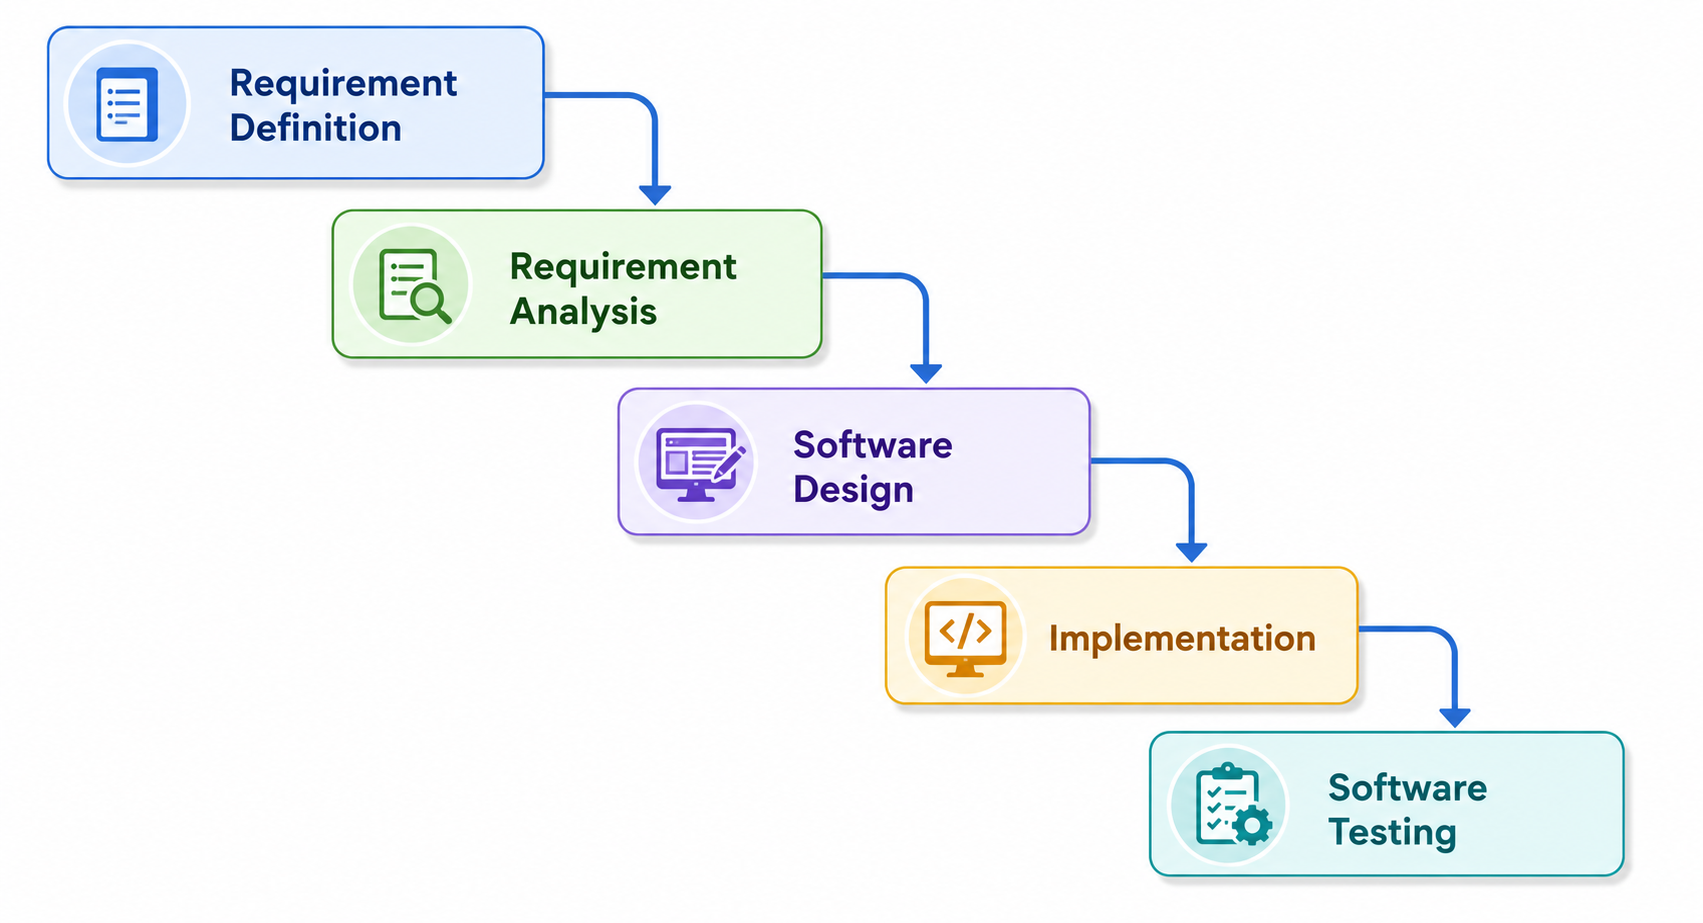 Requirement
Definition
Requirement
Analysis
Software
Design
</>
Implementation
Software
Testing